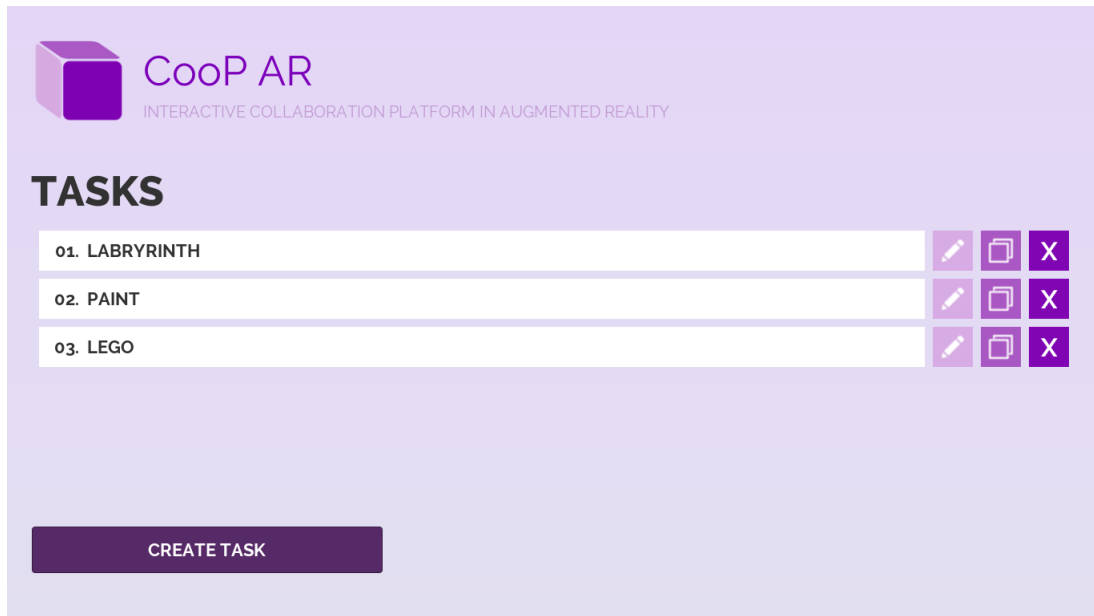 CooP AR
INTERACTIVE COLLABORATION PLATFORM IN AUGMENTED REALITY
TASKS
01. LABRYRINTH
X
02. PAINT
X
03. LEGO
X
CREATE TASK